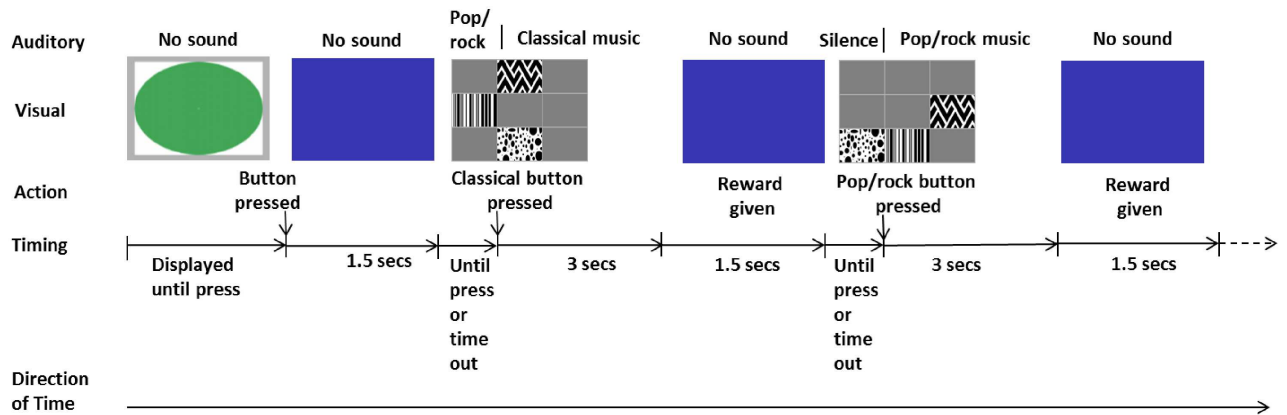 Auditory
No sound
No sound
Pop/
rock
Classical music
No sound
Silence
Pop/rock music
No sound
Visual
Action
Button
pressed
Classical button
pressed
Reward
given
Pop/rock button
pressed
Reward
given
Timing
Displayed
until press
1.5 secs
Until
press
or
time
out
3 secs
1.5 secs
Until
press
or
time
out
3 secs
1.5 secs
Direction
of Time